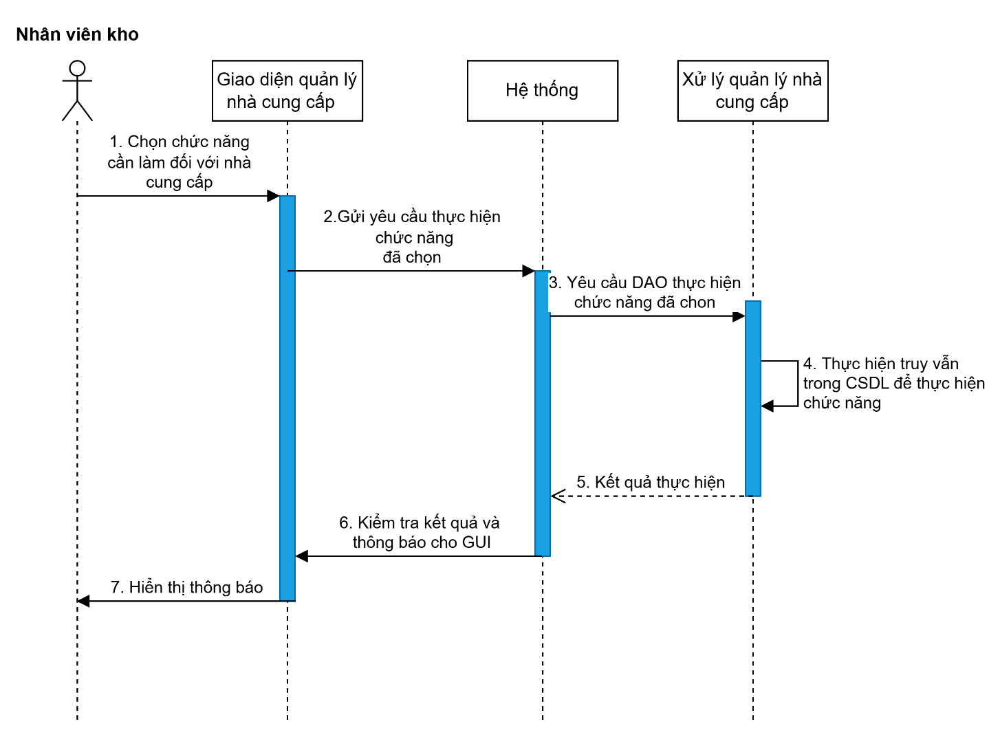 Nhân viên kho
Giao diện quản lý
nhà cung cấp
Hệ thống
Xử lý quản lý nhà
cung cấp
1. Chọn chức năng
cần làm đối với nhà
cung cấp
2.Gửi yêu cầu thực hiện
chức năng
đã chọn
3. Yêu cầu DAO thực hiện
chức năng đã chon
4. Thực hiện truy vẫn
trong CSDL để thực hiện
chức năng
5. Kết quả thực hiện
6. Kiểm tra kết quả và
thông báo cho GUI
7. Hiển thị thông báo